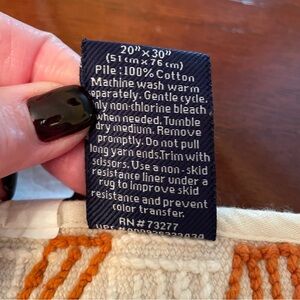 20" x 30"
(51cm x 76cm)
Pile: 100% Cotton
Machine wash warm
separately. Gentle cycle.
only non-chlorine bleach
when needed. Tumble
dry medium. Remove
promptly. Do not pull
long yarn ends.Trim with
scissors. Use a non-skid
resistance liner under a
rug to improve skid
resistance and prevent
color transfer.
RN # 73277